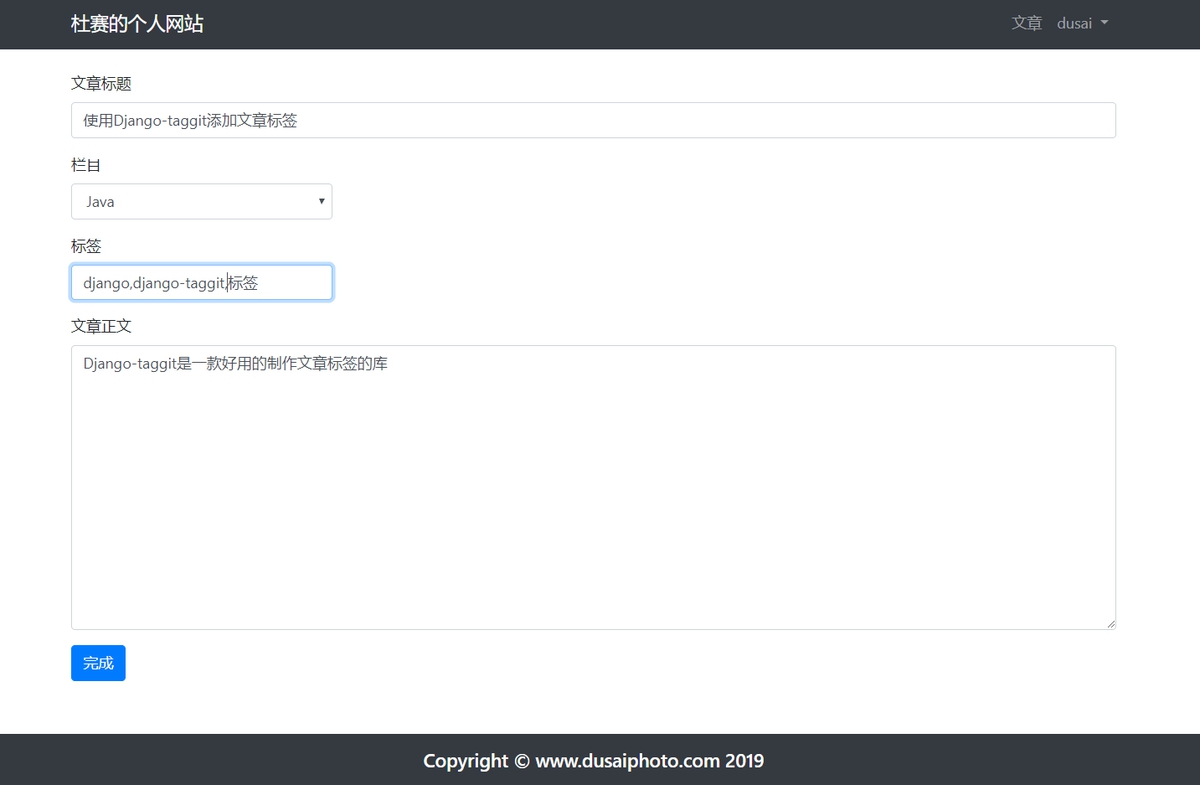 杜赛的个人网站
文章 dusai
文章标题
使用Django-taggit添加文章标签
栏目
Java
标签
django,django-taggit,标签
文章正文
Django-taggit是一款好用的制作文章标签的库
完成
Copyright © www.dusaiphoto.com 2019